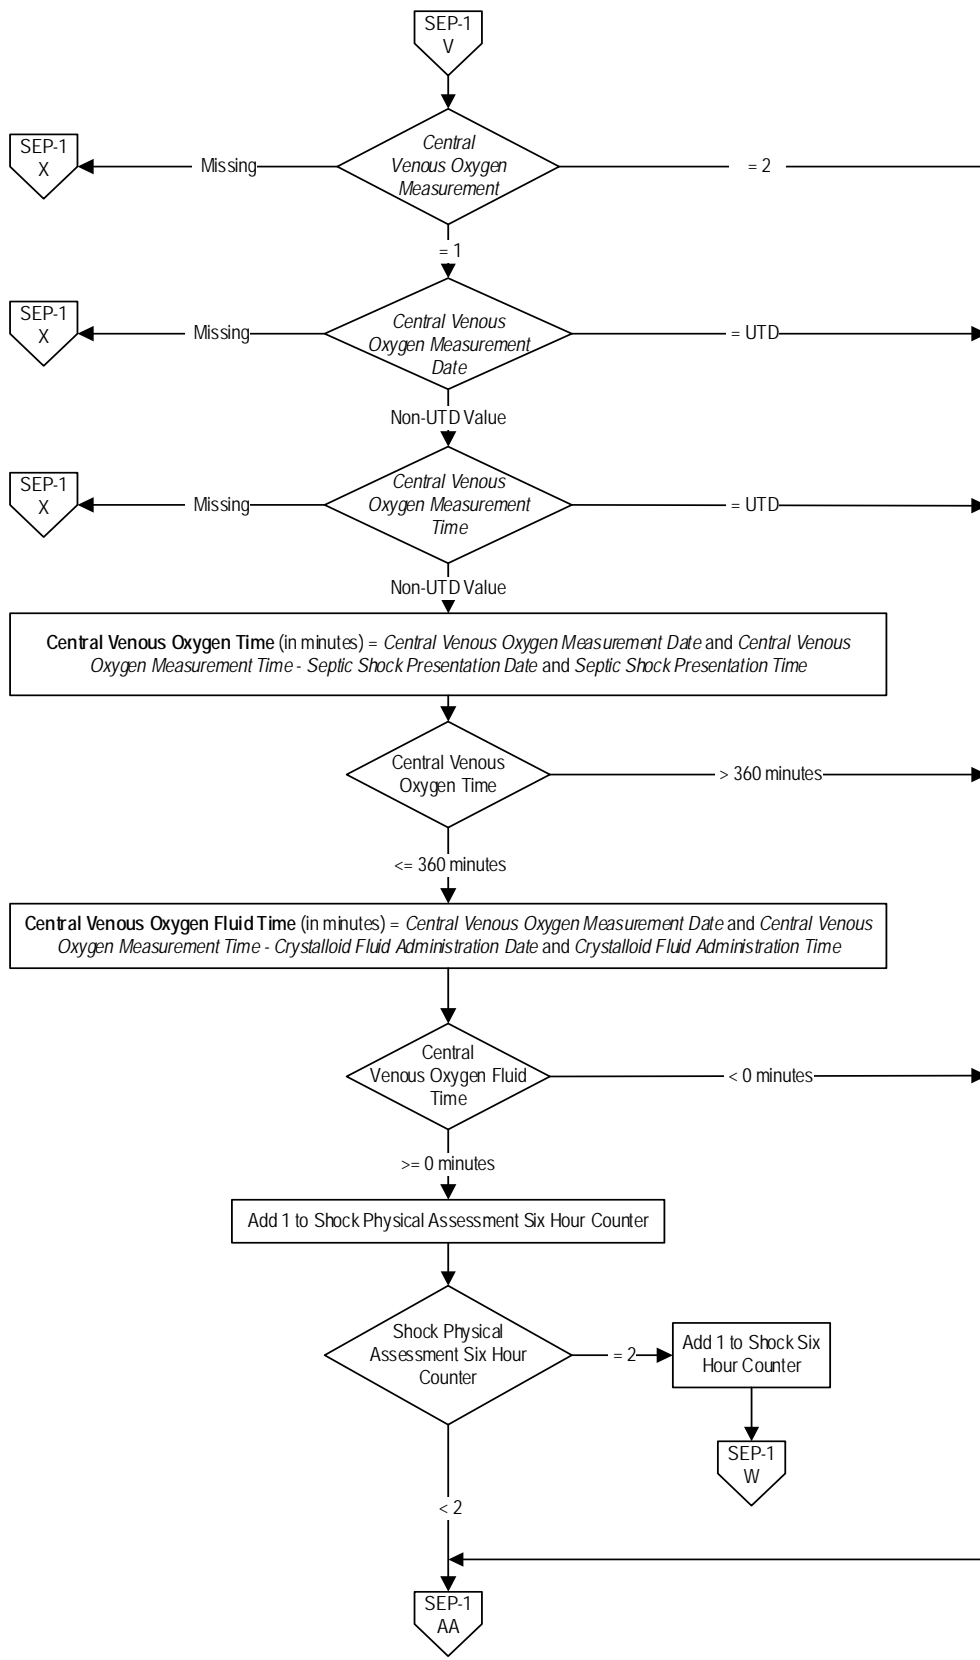 SEP-1
V
Central
Venous Oxygen
Measurement
SEP-1
X
Missing
= 2
= 1
Central Venous
Oxygen Measurement
Date
SEP-1
X
Missing
= UTD
Non-UTD Value
Central Venous
Oxygen Measurement
Time
SEP-1
X
Missing
= UTD
Non-UTD Value
Central Venous Oxygen Time (in minutes) = Central Venous Oxygen Measurement Date and Central Venous
Oxygen Measurement Time - Septic Shock Presentation Date and Septic Shock Presentation Time
Central Venous
Oxygen Time
> 360 minutes
<= 360 minutes
Central Venous Oxygen Fluid Time (in minutes) = Central Venous Oxygen Measurement Date and Central Venous
Oxygen Measurement Time - Crystalloid Fluid Administration Date and Crystalloid Fluid Administration Time
Central
Venous Oxygen Fluid
Time
< 0 minutes
>= 0 minutes
Add 1 to Shock Physical Assessment Six Hour Counter
Shock Physical
Assessment Six Hour
Counter
= 2
Add 1 to Shock Six
Hour Counter
SEP-1
W
< 2
SEP-1
AA